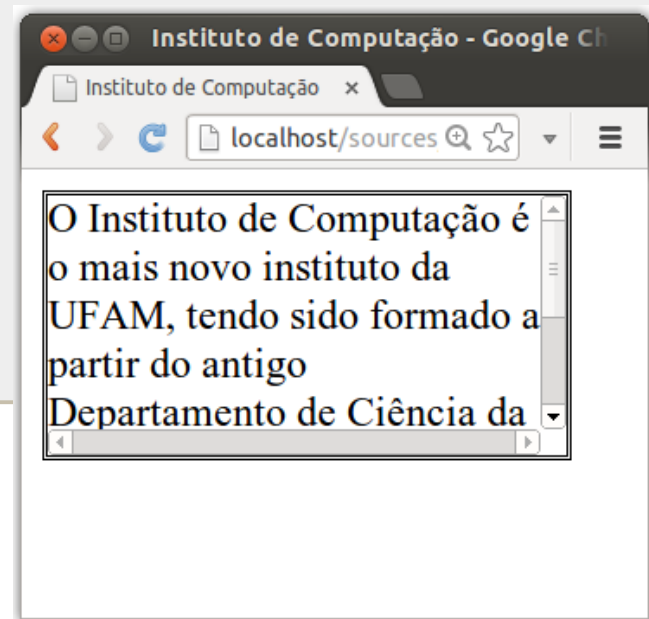 Instituto de Computação - Google Ch
Instituto de Computação
localhost/sources
O Instituto de Computação é
o mais novo instituto da
UFAM, tendo sido formado a
partir do antigo
Departamento de Ciência da